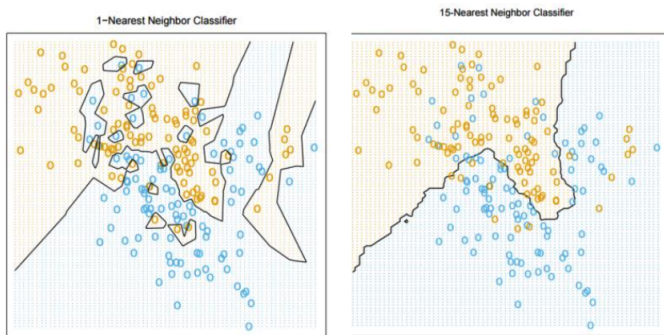 1-Nearest Neighbor Classifier
15-Nearest Neighbor Classifier